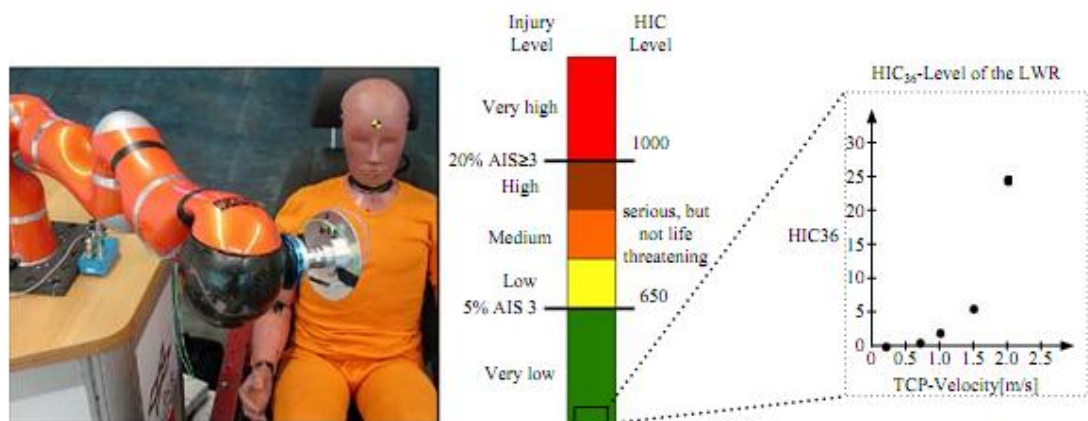 Injury
Level
HIC
Level
Very high
20% AIS≥3
1000
High
Medium
serious, but
not life
threatening
Low
650
5% AIS 3
Very low
HIC36-Level of the LWR
30
25
20
HIC36
15
10
5
0
0 0.5 1.0 1.5 2.0 2.5
TCP-Velocity[m/s]